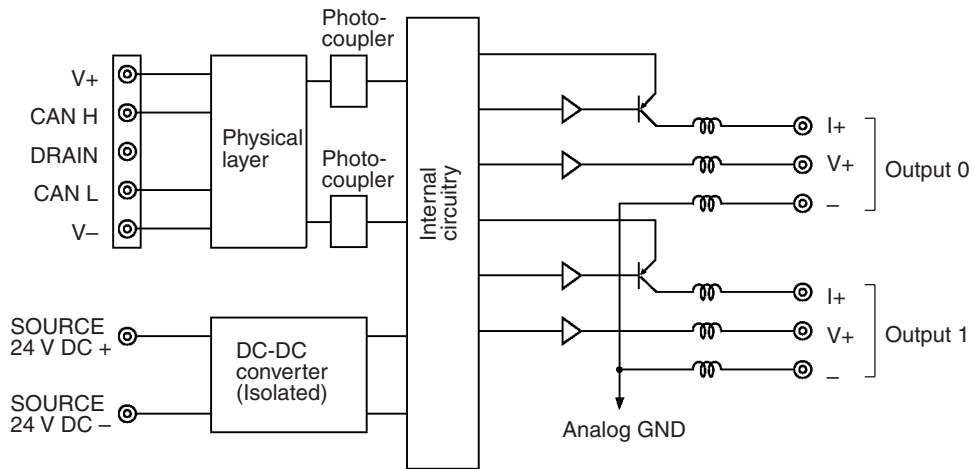 Photo-
coupler
V+
CAN H
DRAIN
CAN L
V–
Physical
layer
Photo-
coupler
Internal
circuitry
I+
V+
–
Output 0
I+
V+
–
Output 1
SOURCE
24 V DC +
SOURCE
24 V DC –
DC-DC
converter
(Isolated)
Analog GND